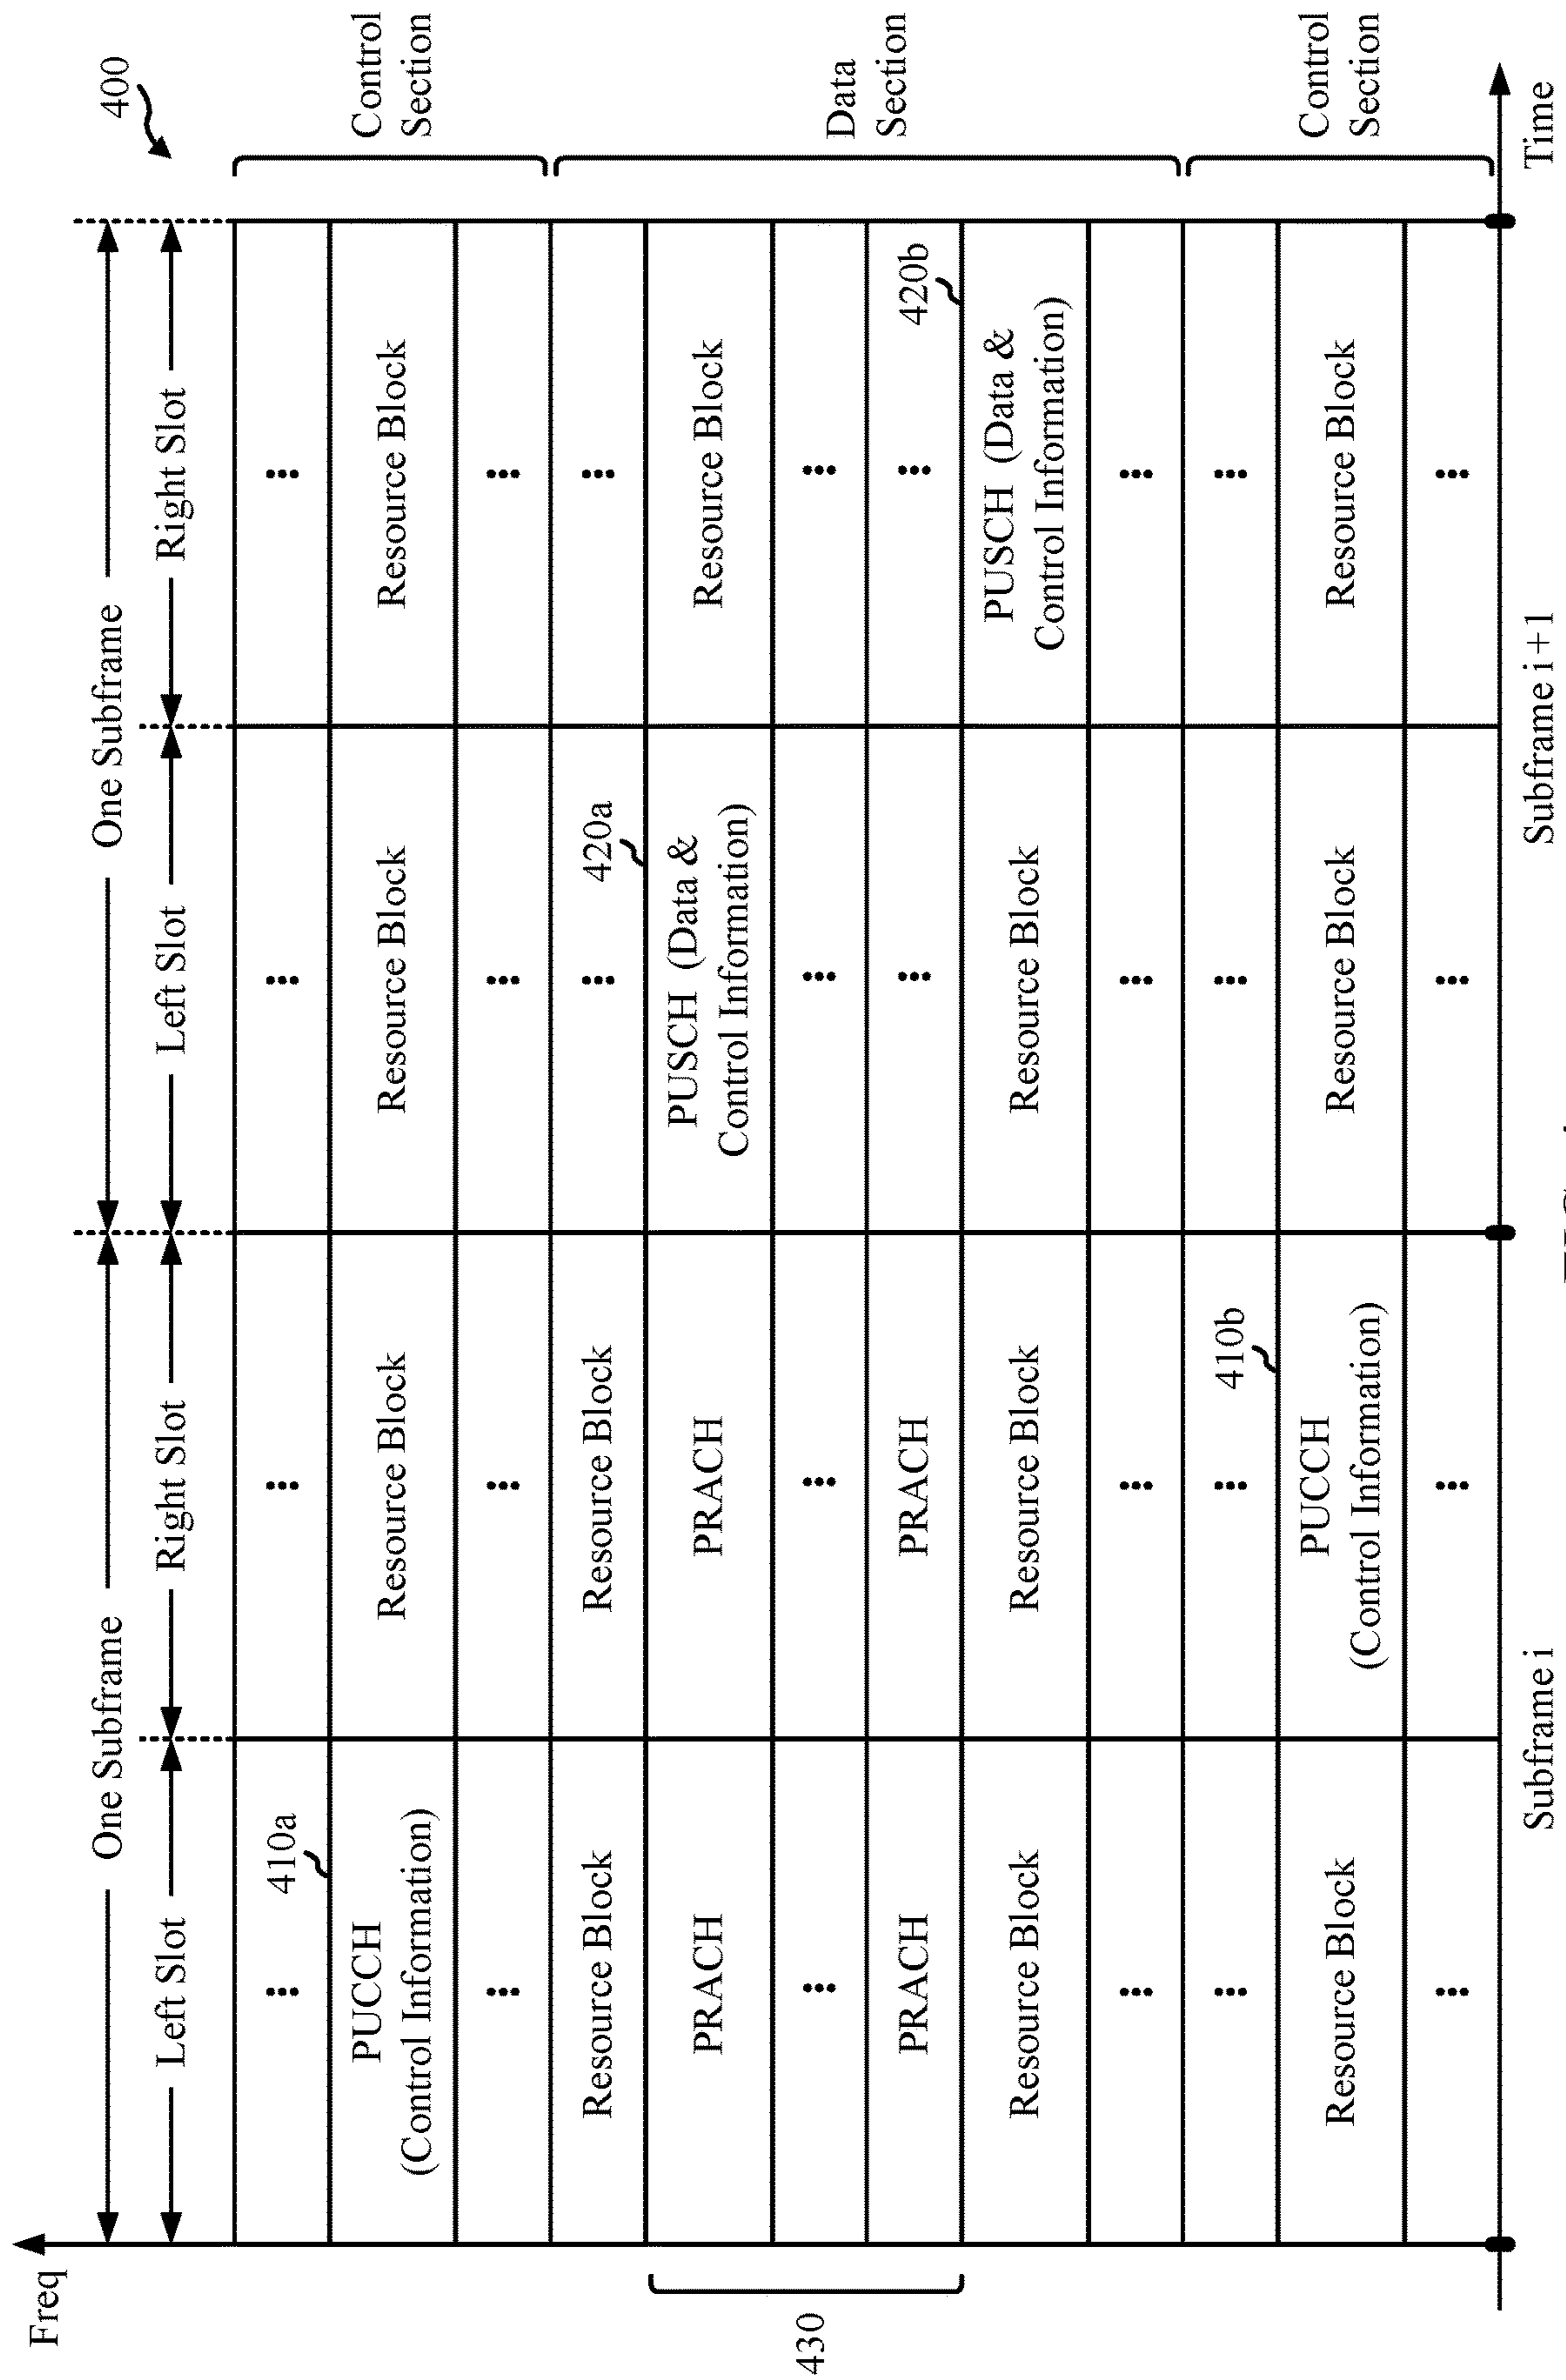 400
One Subframe
One Subframe
Left Slot
Right Slot
Left Slot
Right Slot
Freq
410a
PUCCH
(Control Information)
Resource Block
Resource Block
Resource Block
Control
Section
Resource Block
Resource Block
420a
PRACH
PRACH
PUSCH (Data &
Control Information)
Resource Block
430
420b
Data
Section
PRACH
PRACH
Resource Block
Resource Block
Resource Block
PUSCH (Data &
Control Information)
410b
Resource Block
PUCCH
(Control Information)
Resource Block
Resource Block
Control
Section
Subframe i
Subframe i+1
Time